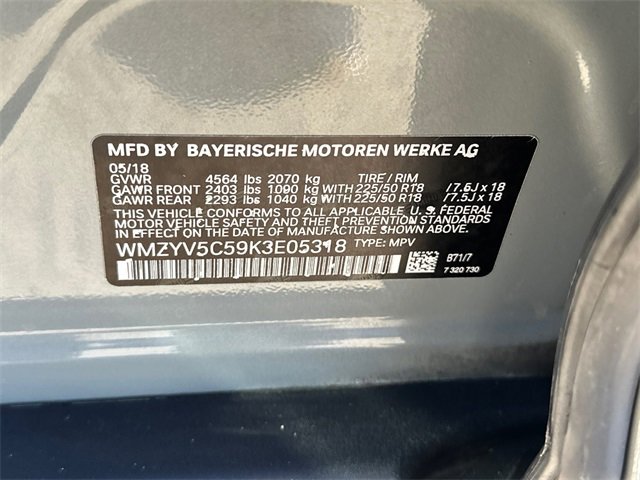 MFD BY BAYERISCHE MOTOREN WERKE AG
05/18
GVWR 4564 lbs 2070 kg TIRE/RIM
GAWR FRONT 2403 lbs 1090 kg WITH 225/50 R18 /7.5J x 18
GAWR REAR 2293 lbs 1040 kg WITH 225/50 R18 /7.5J x 18
THIS VEHICLE CONFORMS TO ALL APPLICABLE U.S. FEDERAL
MOTOR VEHICLE SAFETY AND THEFT PREVENTION STANDARDS
IN EFFECT ON THE DATE OF MANUFACTURE SHOWN ABOVE.
WMZYV5C59K3E05318 TYPE: MPV
B71/7
7 320 730